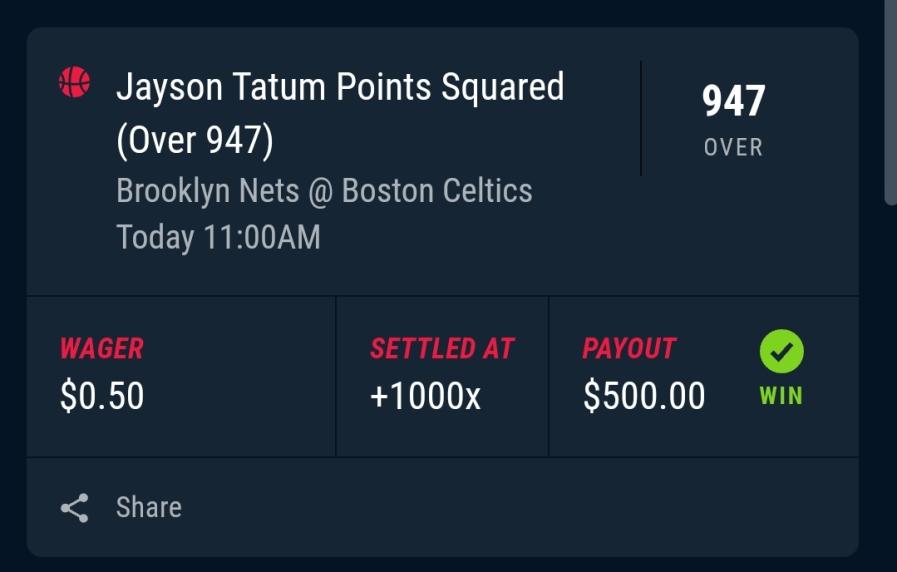 Jayson Tatum Points Squared
(Over 947)
Brooklyn Nets @ Boston Celtics
Today 11:00AM
947
OVER
WAGER
$0.50
SETTLED AT
+1000x
PAYOUT
$500.00
WIN
Share